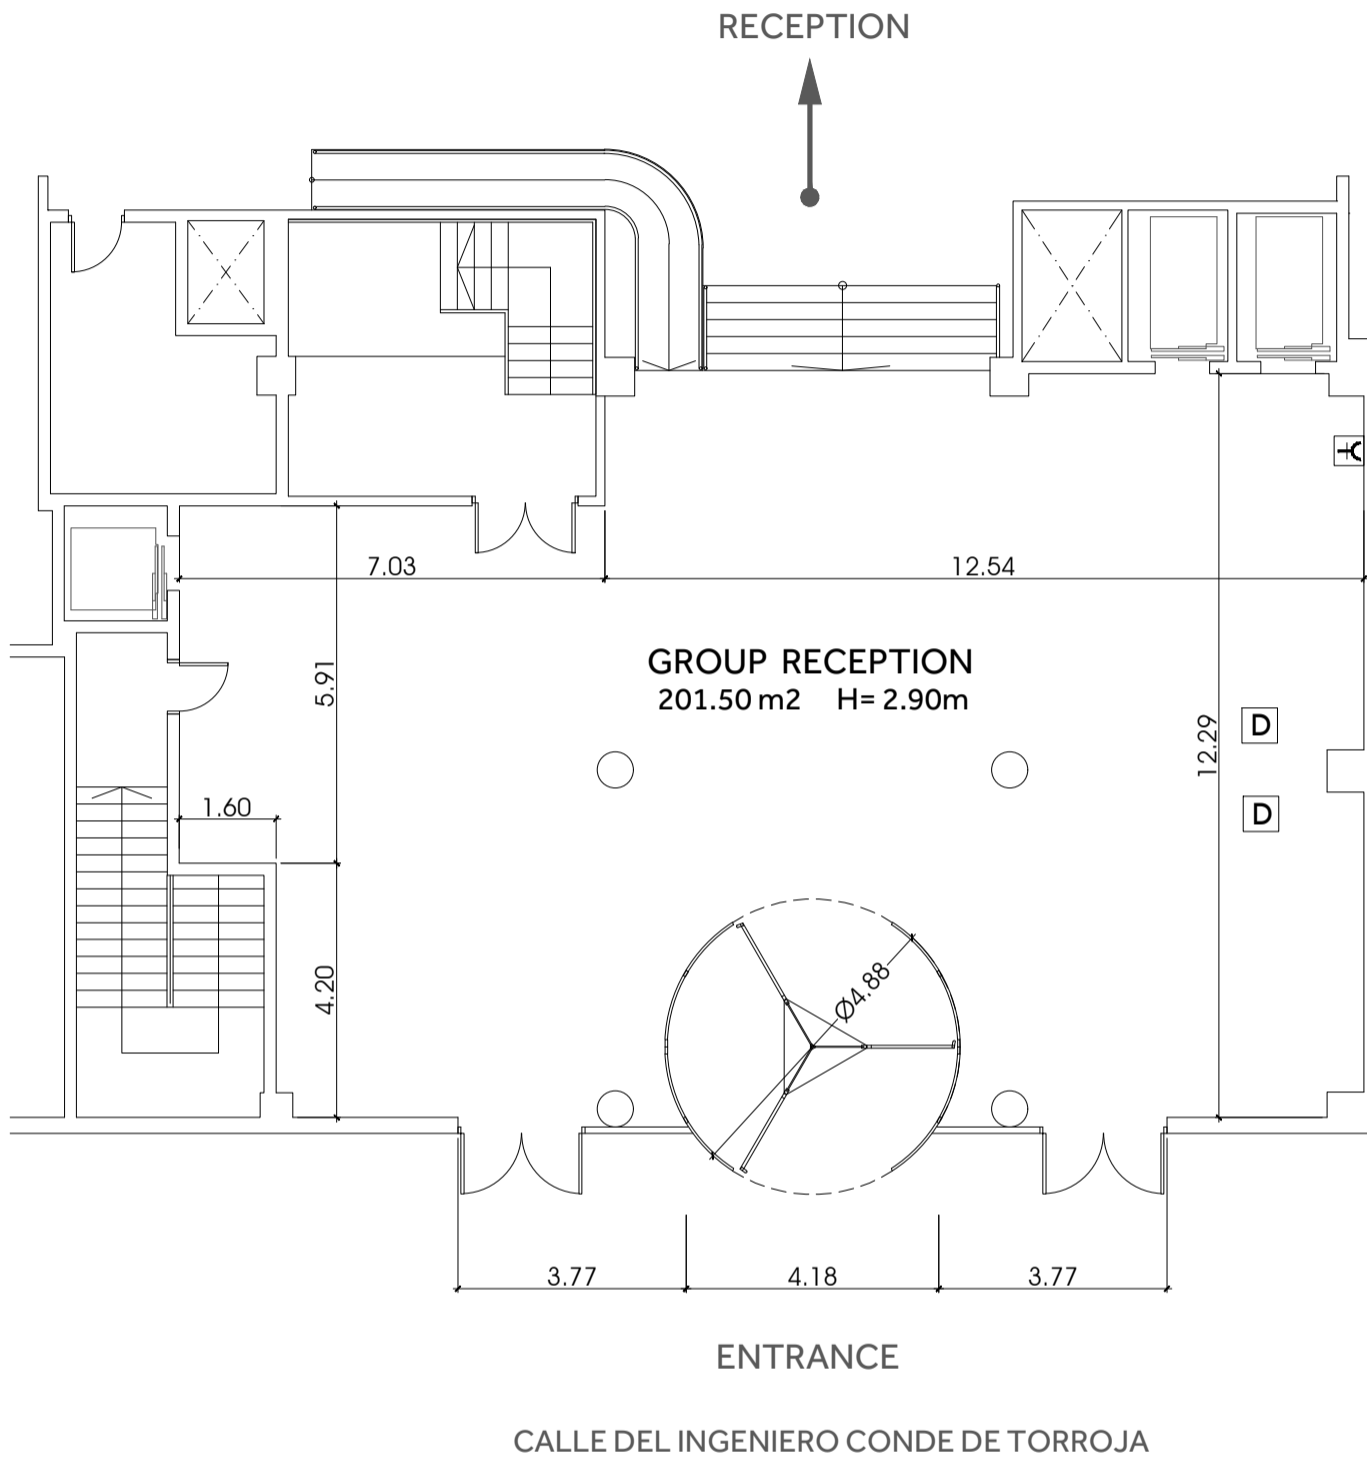 RECEPTION
7.03
12.54
GROUP RECEPTION
201.50 m2 H= 2.90m
5.91
12.29
D
1.60
D
4.20
Ø4.88
3.77
4.18
3.77
ENTRANCE
CALLE DEL INGENIERO CONDE DE TORROJA